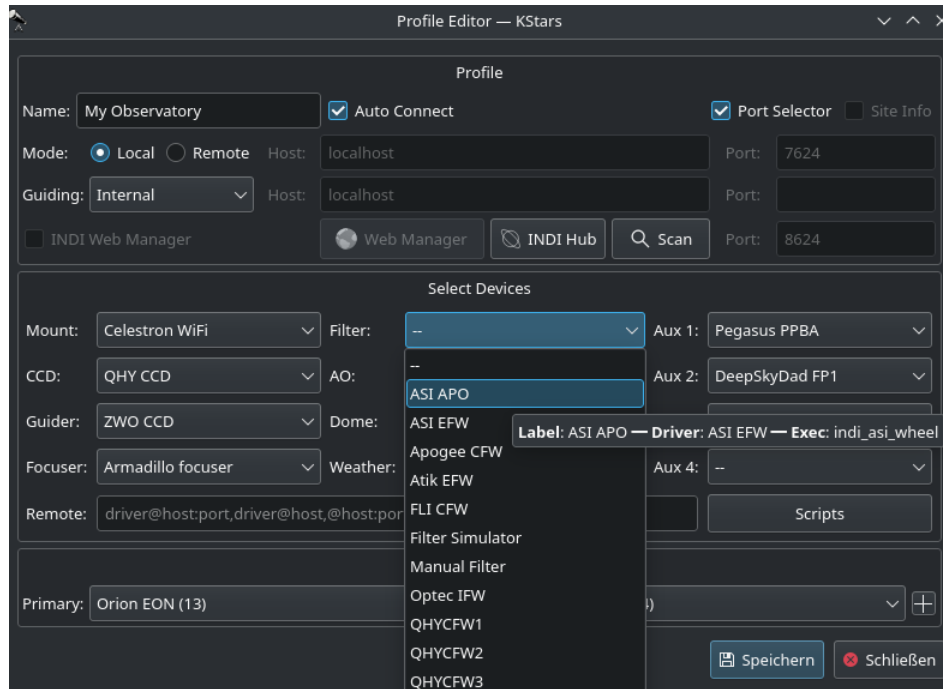 Profile Editor — KStars
Profile
Name: My Observatory Auto Connect Port Selector Site Info
Mode: Local Remote Host: localhost Port: 7624
Guiding: Internal Host: localhost Port:
INDI Web Manager Web Manager INDI Hub Scan Port: 8624
Select Devices
Mount: Celestron WiFi Filter: -- Aux 1: Pegasus PPBA
--
CCD: QHY CCD AO: Aux 2: DeepSkyDad FP1
ASI APO
Guider: ZWO CCD Dome: ASI EFW
Label: ASI APO — Driver: ASI EFW — Exec: indi_asi_wheel
Apogee CFW
Focuser: Armadillo focuser Weather: Aux 4: --
Atik EFW
Remote: driver@host:port,driver@host,@host:por FLI CFW Scripts
Filter Simulator
Manual Filter
Primary: Orion EON (13) Optec IFW
QHYCFW1
QHYCFW2
Speichern Schließen
QHYCFW3